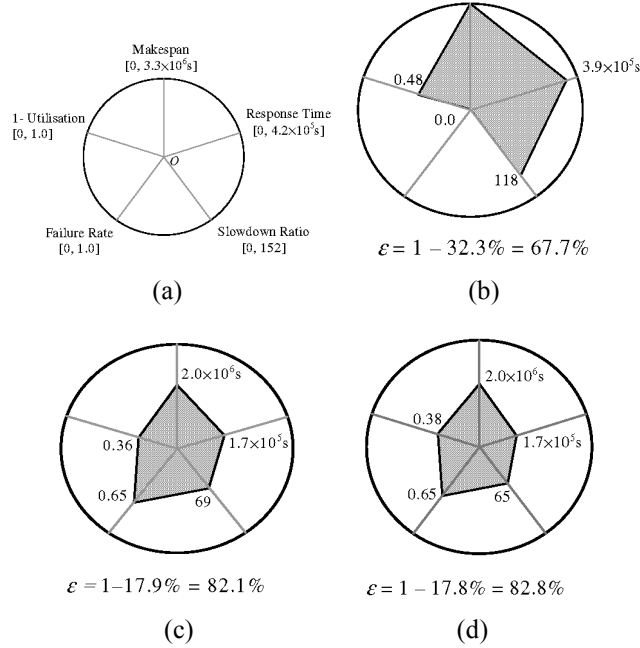 Makespan
[0, 3.3×10⁶s]
1- Utilisation
[0, 1.0]
Response Time
[0, 4.2×10⁵s]
O
Failure Rate
[0, 1.0]
Slowdown Ratio
[0, 152]
(a)
3.9×10⁵s
0.48
0.0
118
ε = 1 – 32.3% = 67.7%
(b)
2.0×10⁶s
0.36
1.7×10⁵s
0.65
69
ε = 1–17.9% = 82.1%
(c)
2.0×10⁶s
0.38
1.7×10⁵s
0.65
65
ε = 1 – 17.8% = 82.8%
(d)